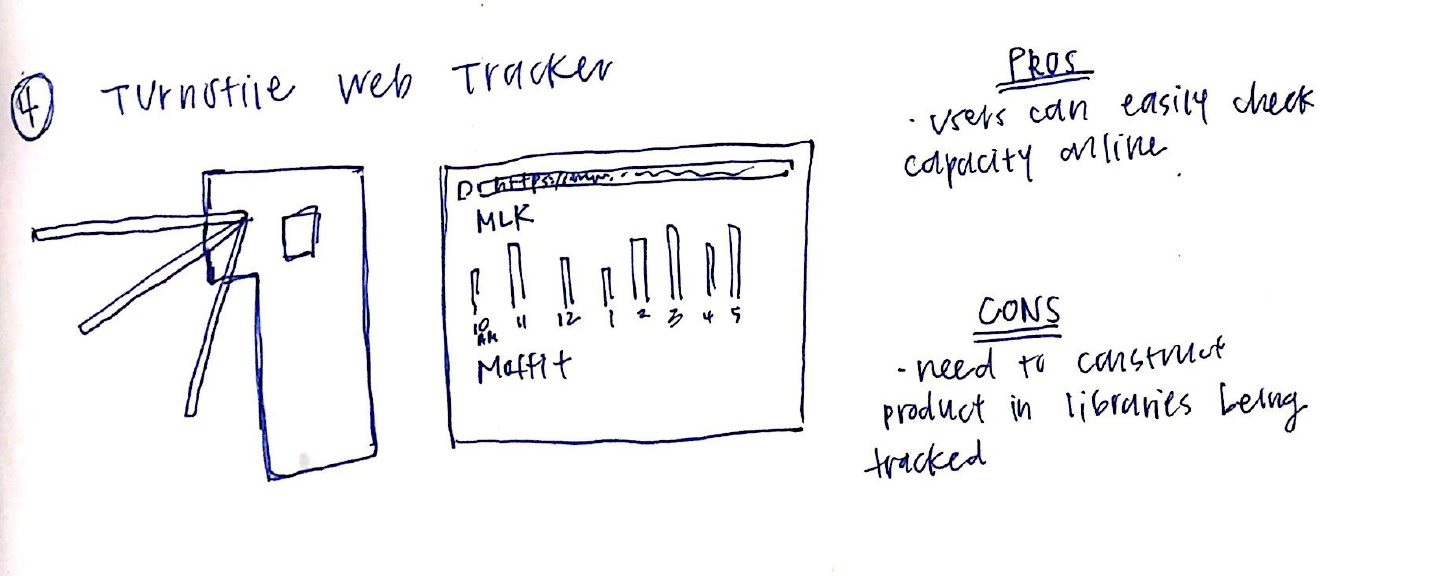 4 Turnstile Web Tracker
https://www.
MLK
10 11 12 1 2 3 4 5
AM
Moffit
PROS
· users can easily check
capacity online
CONS
- need to construct
product in libraries being
tracked